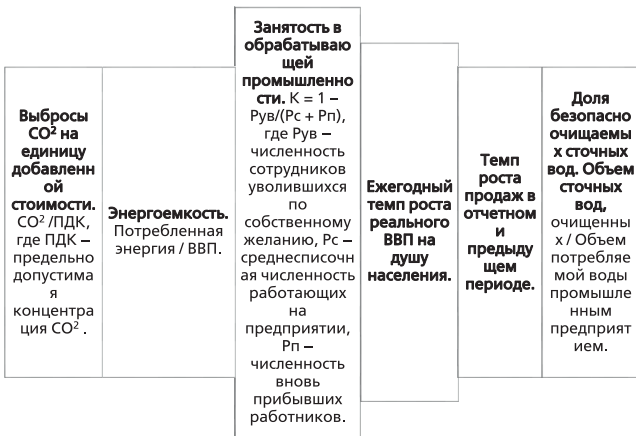 Выбросы
CO² на
единицу
добавленн
ой
стоимости.
CO² /ПДК,
где ПДК –
предельно
допустима
я
концентра
ция CO² .
Энергоемкость.
Потребленная
энергия / ВВП.
Занятость в
обрабатываю
щей
промышленно
сти. К = 1 –
Рув/(Рс + Рп),
где Рув –
численность
сотрудников
уволившихся
по
собственному
желанию, Рс –
среднесписоч
ная численность
работающих
на
предприятии,
Рп –
численность
вновь
прибывших
работников.
Ежегодный
темп роста
реального
ВВП на
душу
населения.
Темп
роста
продаж в
отчетном
и
предыду
щем
периоде.
Доля
безопасно
очищаемы
х сточных
вод. Объем
сточных
вод,
очищенны
х / Объем
потребляе
мой воды
промышле
нным
предприят
ием.